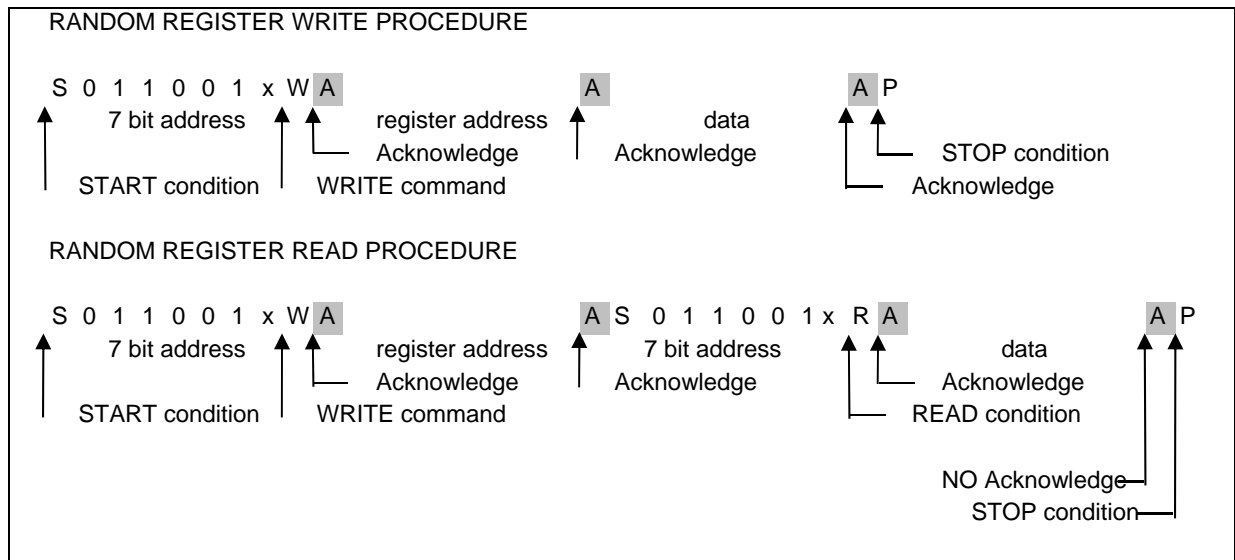 RANDOM REGISTER WRITE PROCEDURE
S 0 1 1 0 0 1 x W A A A P
7 bit address register address data
Acknowledge Acknowledge STOP condition
START condition WRITE command Acknowledge
RANDOM REGISTER READ PROCEDURE
S 0 1 1 0 0 1 x W A A S 0 1 1 0 0 1 x R A A P
7 bit address register address 7 bit address data
Acknowledge Acknowledge Acknowledge
START condition WRITE command READ condition
NO Acknowledge
STOP condition